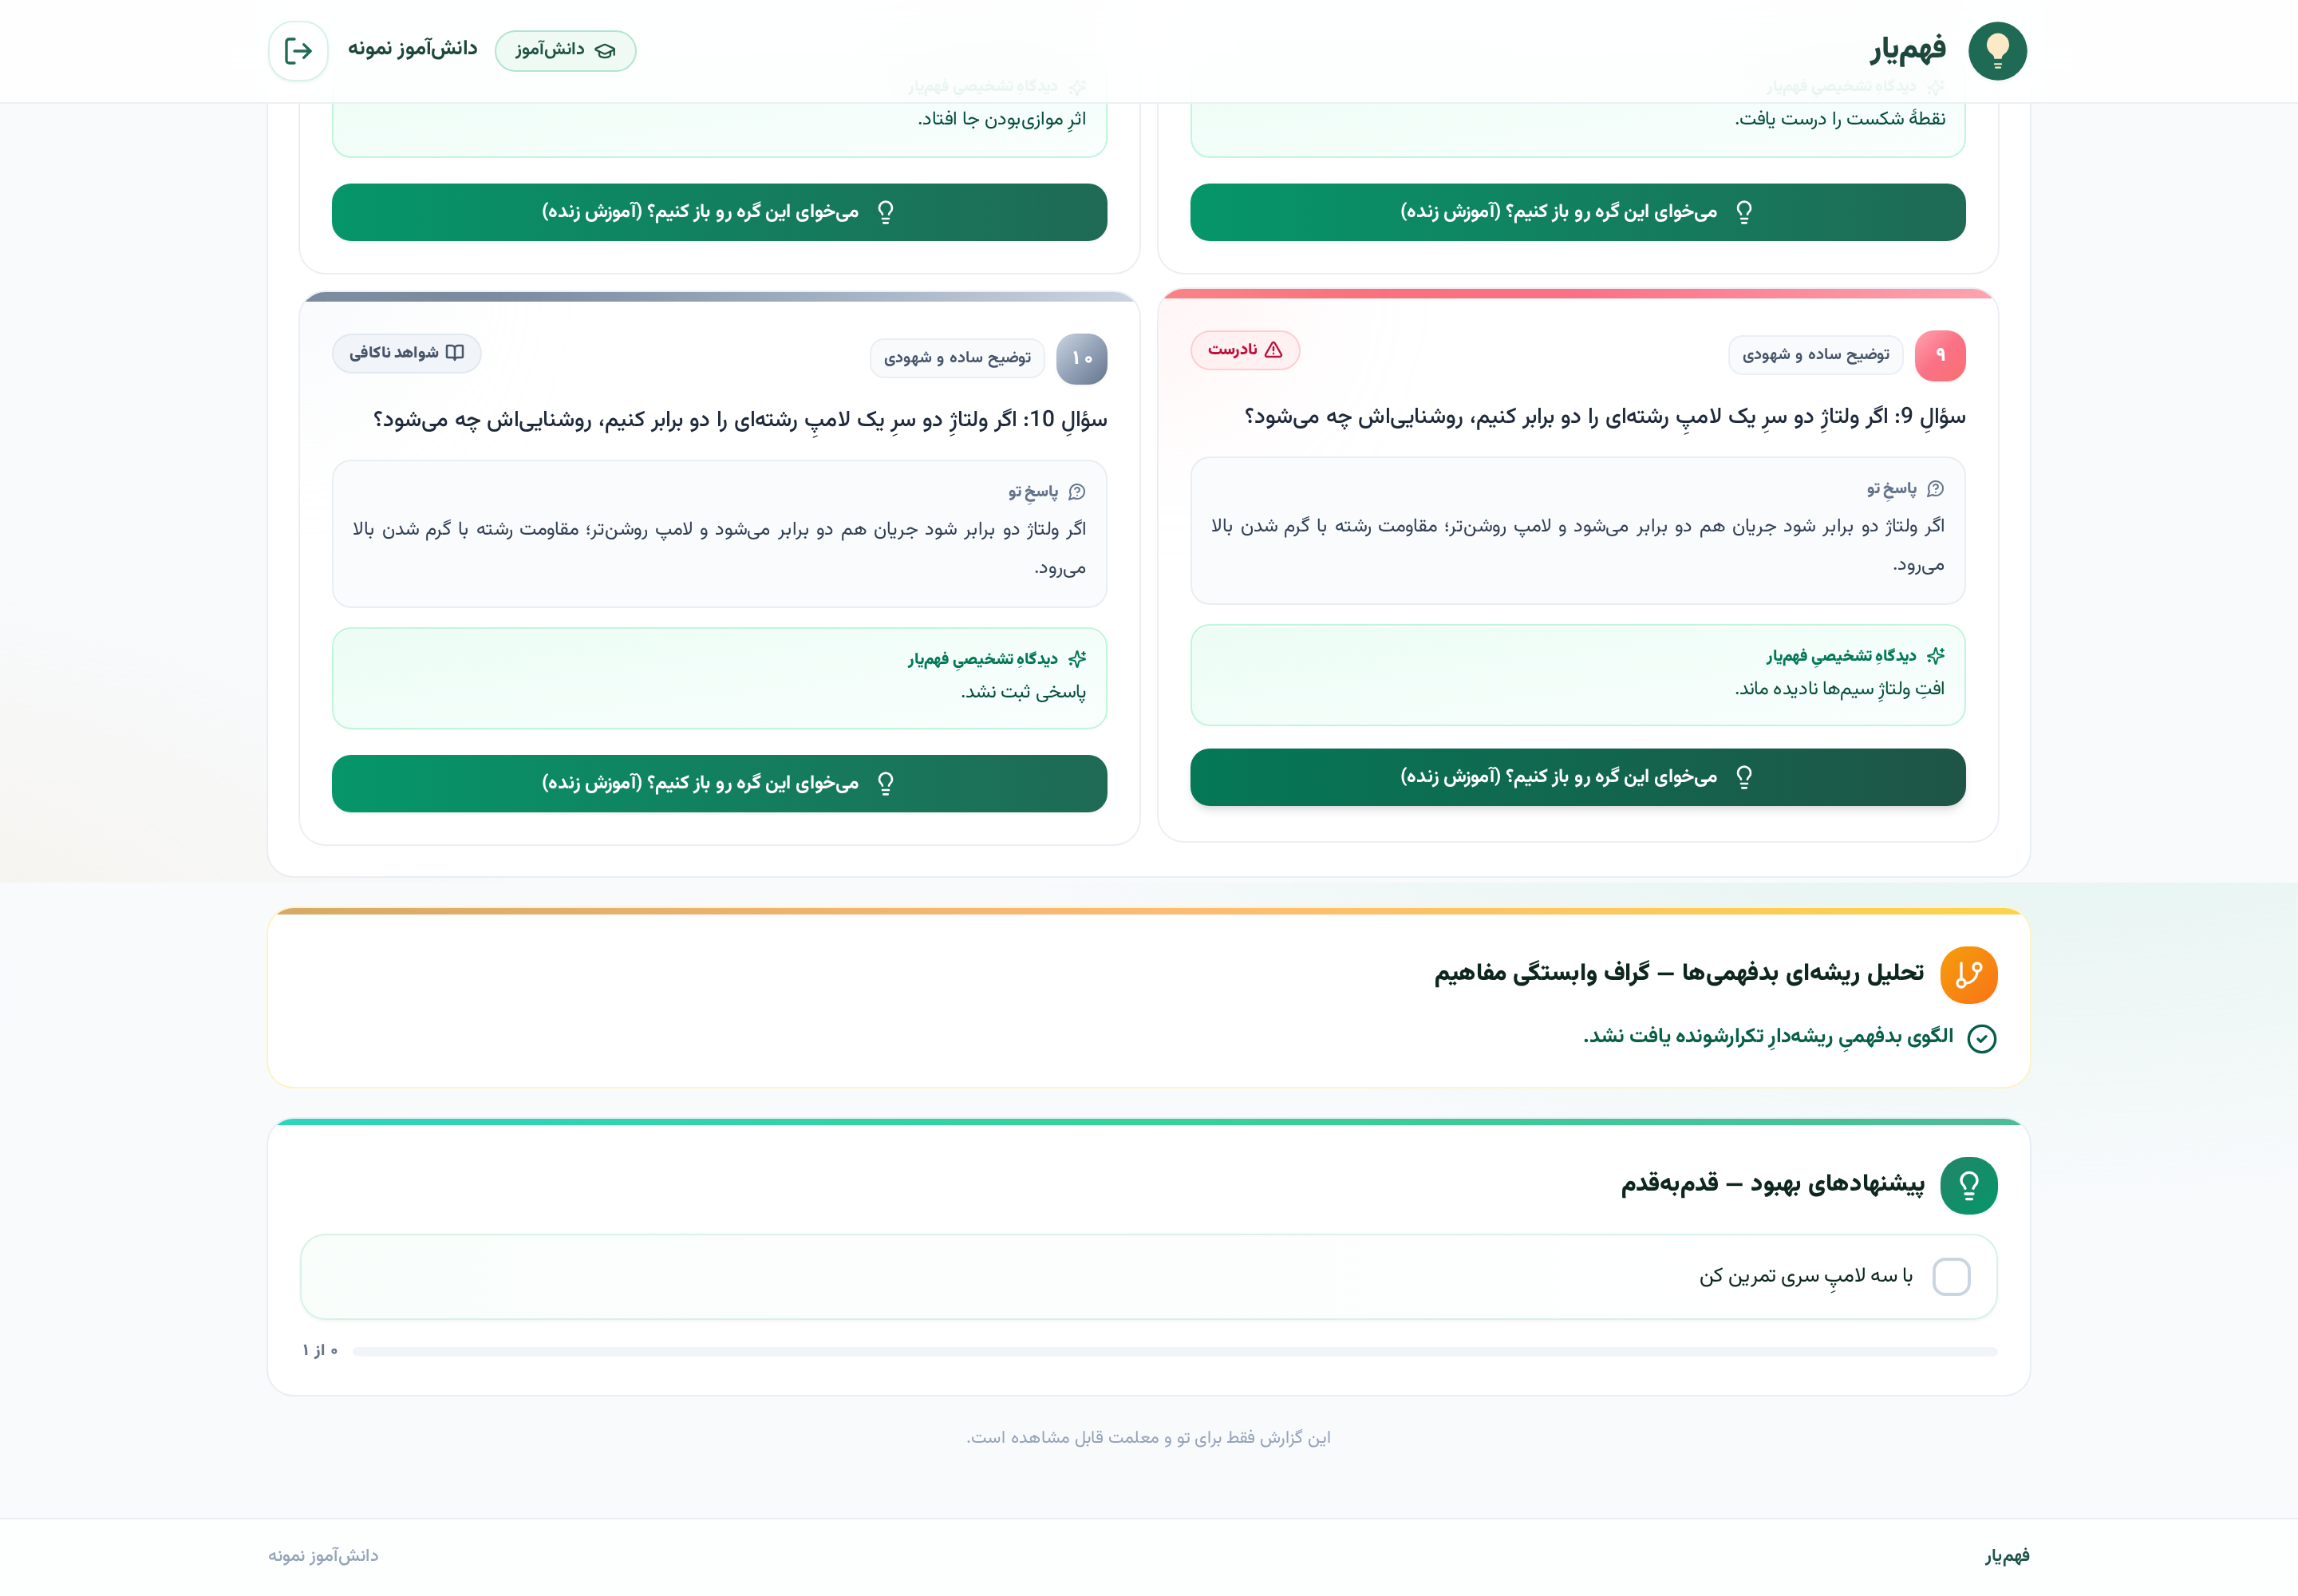 فهم‌یار
دانش‌آموز
دانش‌آموز نمونه
دیدگاهِ تشخیصیِ فهم‌یار
نقطهٔ شکست را درست یافت.
می‌خوای این گره رو باز کنیم؟ (آموزش زنده)
دیدگاهِ تشخیصیِ فهم‌یار
اثرِ موازی‌بودن جا افتاد.
می‌خوای این گره رو باز کنیم؟ (آموزش زنده)
۹
توضیح ساده و شهودی
نادرست
سؤالِ 9: اگر ولتاژِ دو سرِ یک لامپِ رشته‌ای را دو برابر کنیم، روشنایی‌اش چه می‌شود؟
پاسخِ تو
اگر ولتاژ دو برابر شود جریان هم دو برابر می‌شود و لامپ روشن‌تر؛ مقاومت رشته با گرم شدن بالا
می‌رود.
دیدگاهِ تشخیصیِ فهم‌یار
افتِ ولتاژِ سیم‌ها نادیده ماند.
می‌خوای این گره رو باز کنیم؟ (آموزش زنده)
۱۰
توضیح ساده و شهودی
شواهد ناکافی
سؤالِ 10: اگر ولتاژِ دو سرِ یک لامپِ رشته‌ای را دو برابر کنیم، روشنایی‌اش چه می‌شود؟
پاسخِ تو
اگر ولتاژ دو برابر شود جریان هم دو برابر می‌شود و لامپ روشن‌تر؛ مقاومت رشته با گرم شدن بالا
می‌رود.
دیدگاهِ تشخیصیِ فهم‌یار
پاسخی ثبت نشد.
می‌خوای این گره رو باز کنیم؟ (آموزش زنده)
تحلیل ریشه‌ای بدفهمی‌ها — گراف وابستگی مفاهیم
الگوی بدفهمیِ ریشه‌دارِ تکرارشونده یافت نشد.
پیشنهادهای بهبود — قدم‌به‌قدم
با سه لامپِ سری تمرین کن
۰ از ۱
این گزارش فقط برای تو و معلمت قابل مشاهده است.
فهم‌یار
دانش‌آموز نمونه